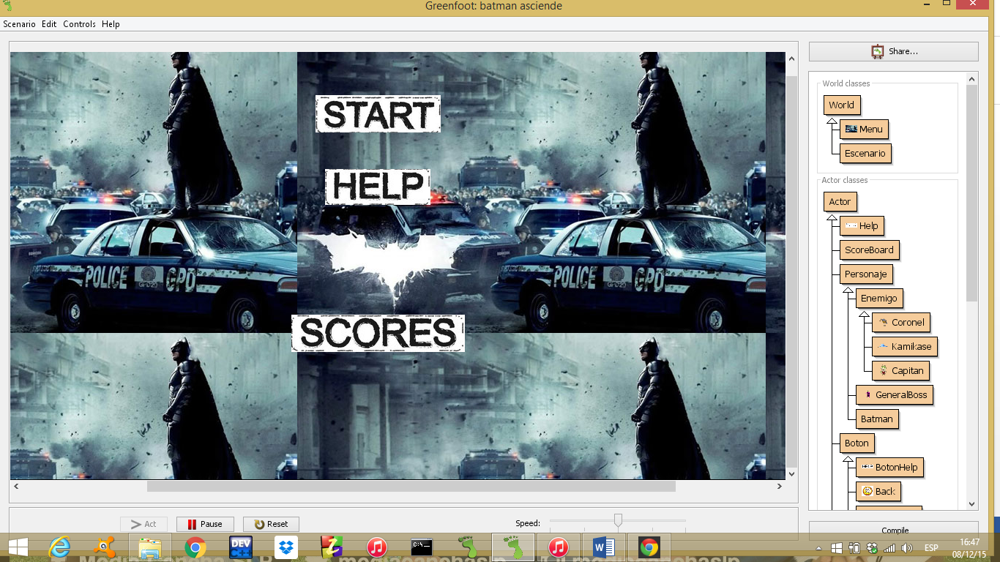 Greenfoot: batman asciende
Scenario Edit Controls Help
Share...
World classes
World
Menu
Escenario
Actor classes
Actor
Help
ScoreBoard
Personaje
Enemigo
Coronel
Kamikase
Capitan
GeneralBoss
Batman
Boton
BotonHelp
Back
START
HELP
SCORES
POLICE GPD
POLICE GPD
POLICE
Act
Pause
Reset
Speed:
Compile
DEV
C:\
ESP
16:47
08/12/15